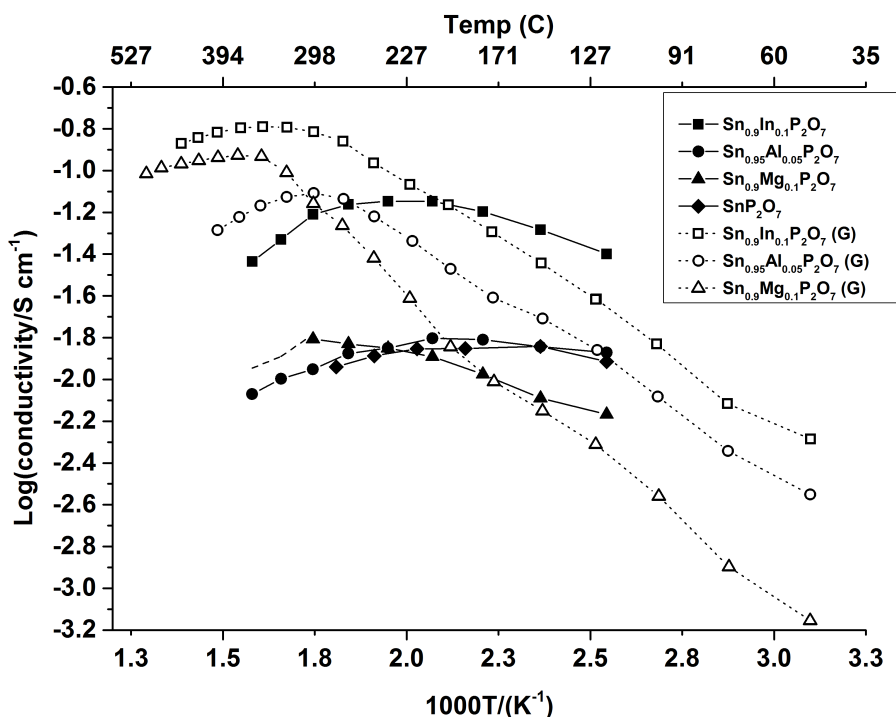 Temp (C)
527 394 298 227 171 127 91 60 35
-0.6
-0.8
-1.0
-1.2
-1.4
-1.6
-1.8
-2.0
-2.2
-2.4
-2.6
-2.8
-3.0
-3.2
Log(conductivity/S cm⁻¹)
Sn₀.₉In₀.₁P₂O₇
Sn₀.₉₅Al₀.₀₅P₂O₇
Sn₀.₉Mg₀.₁P₂O₇
SnP₂O₇
Sn₀.₉In₀.₁P₂O₇ (G)
Sn₀.₉₅Al₀.₀₅P₂O₇ (G)
Sn₀.₉Mg₀.₁P₂O₇ (G)
1.3 1.5 1.8 2.0 2.3 2.5 2.8 3.0 3.3
1000T/(K⁻¹)